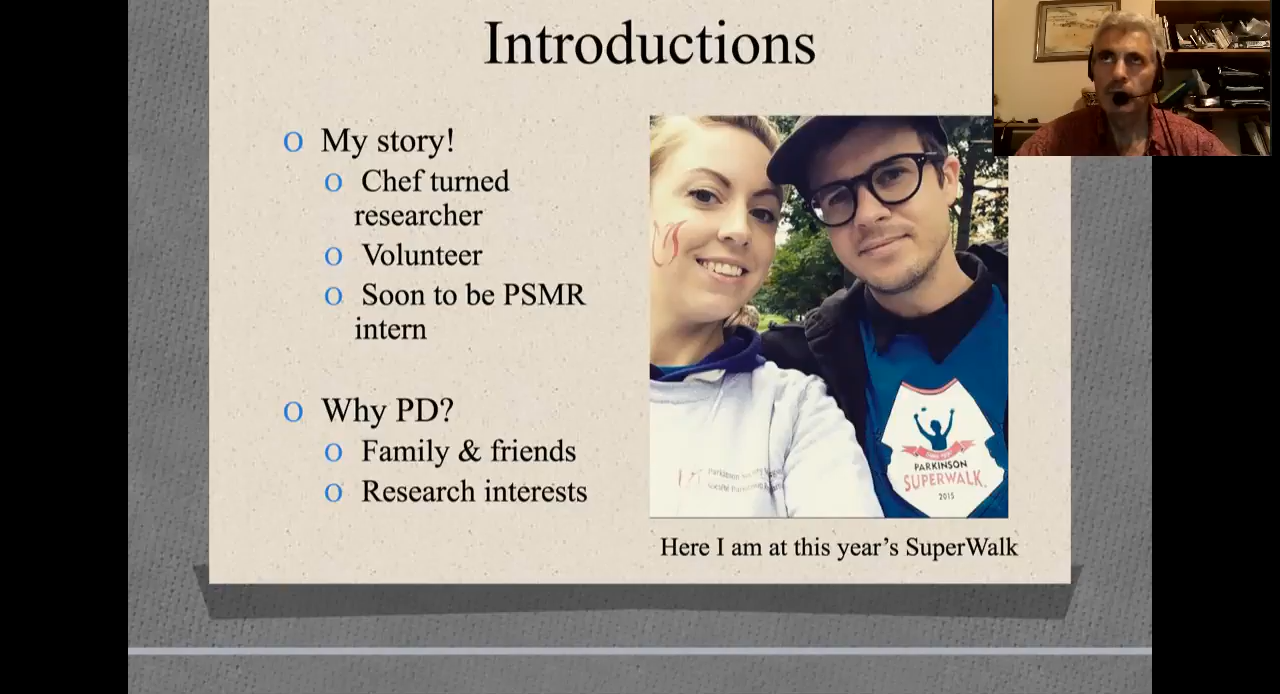 Introductions
My story!
Chef turned
researcher
Volunteer
Soon to be PSMR
intern
Why PD?
Family & friends
Research interests
PARKINSON
SUPERWALK
2015
Here I am at this year's SuperWalk